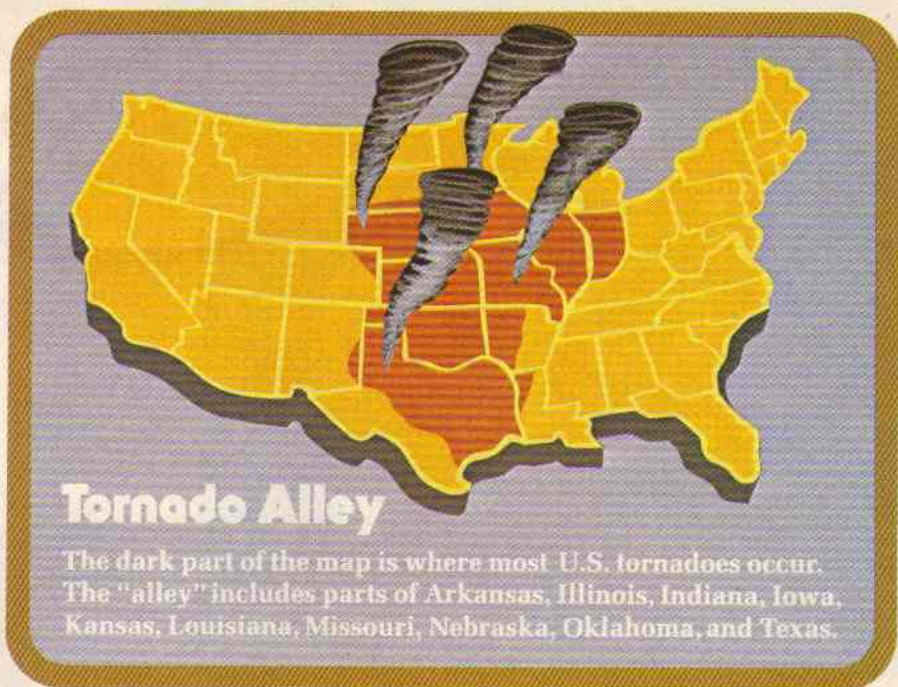 Tornado Alley
The dark part of the map is where most U.S. tornadoes occur.
The "alley" includes parts of Arkansas, Illinois, Indiana, Iowa,
Kansas, Louisiana, Missouri, Nebraska, Oklahoma, and Texas.